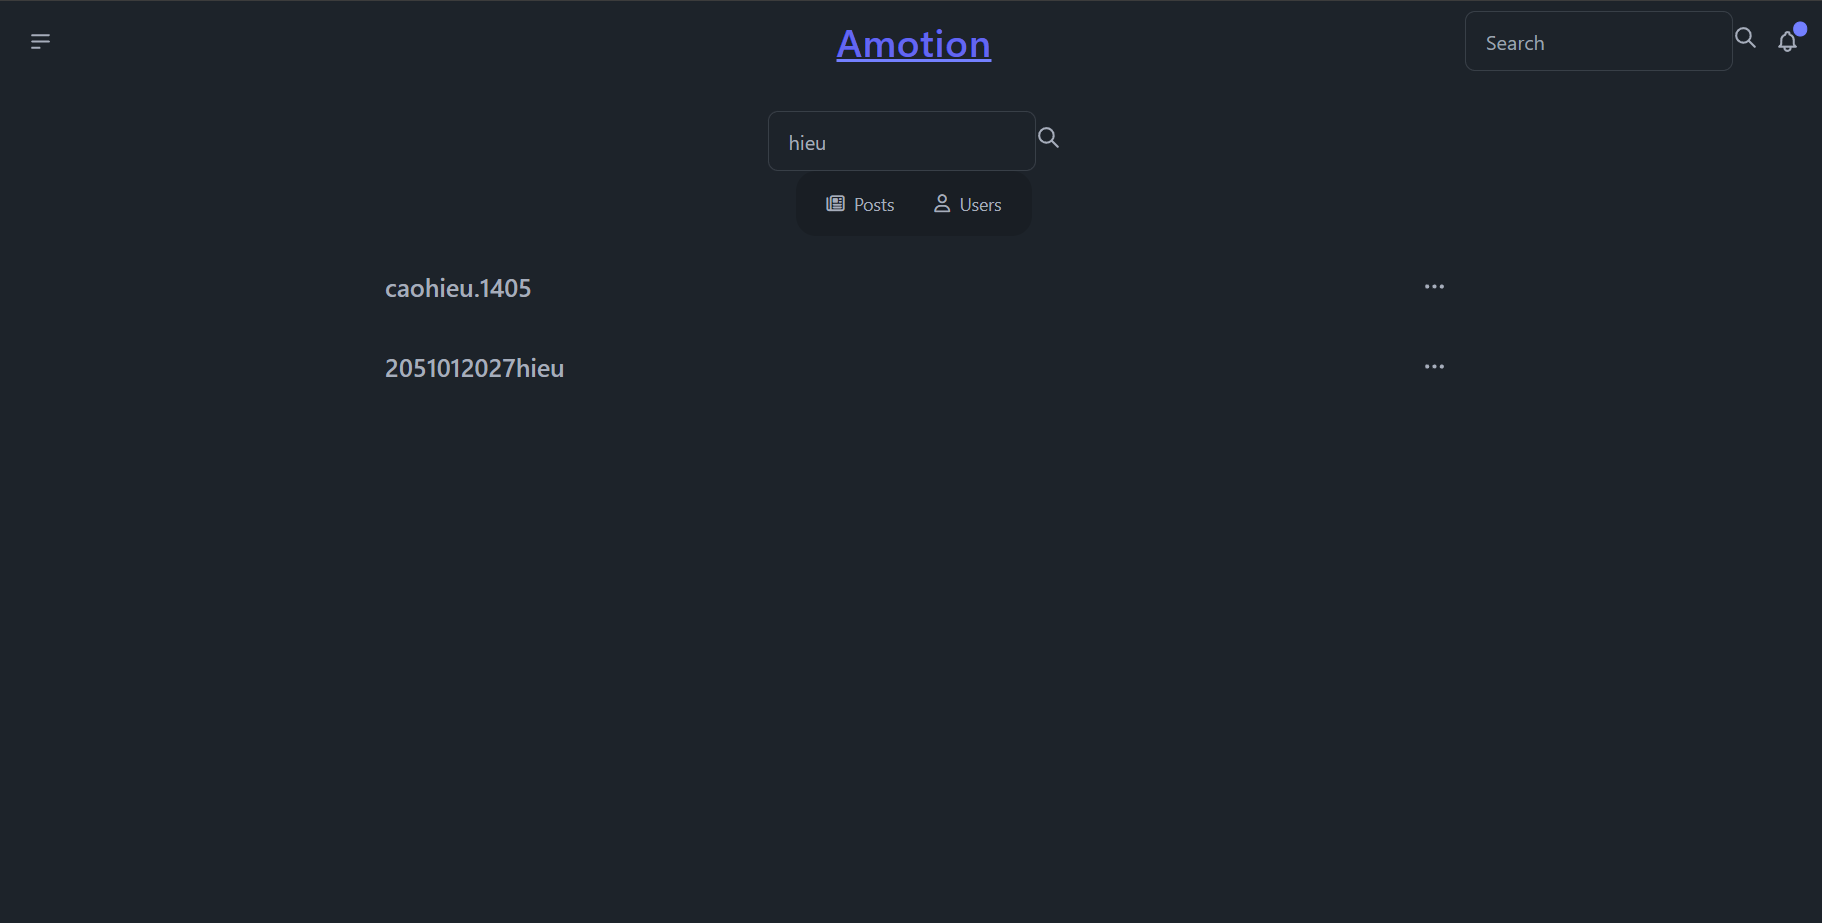 Amotion
Search
hieu
Posts Users
caohieu.1405
2051012027hieu